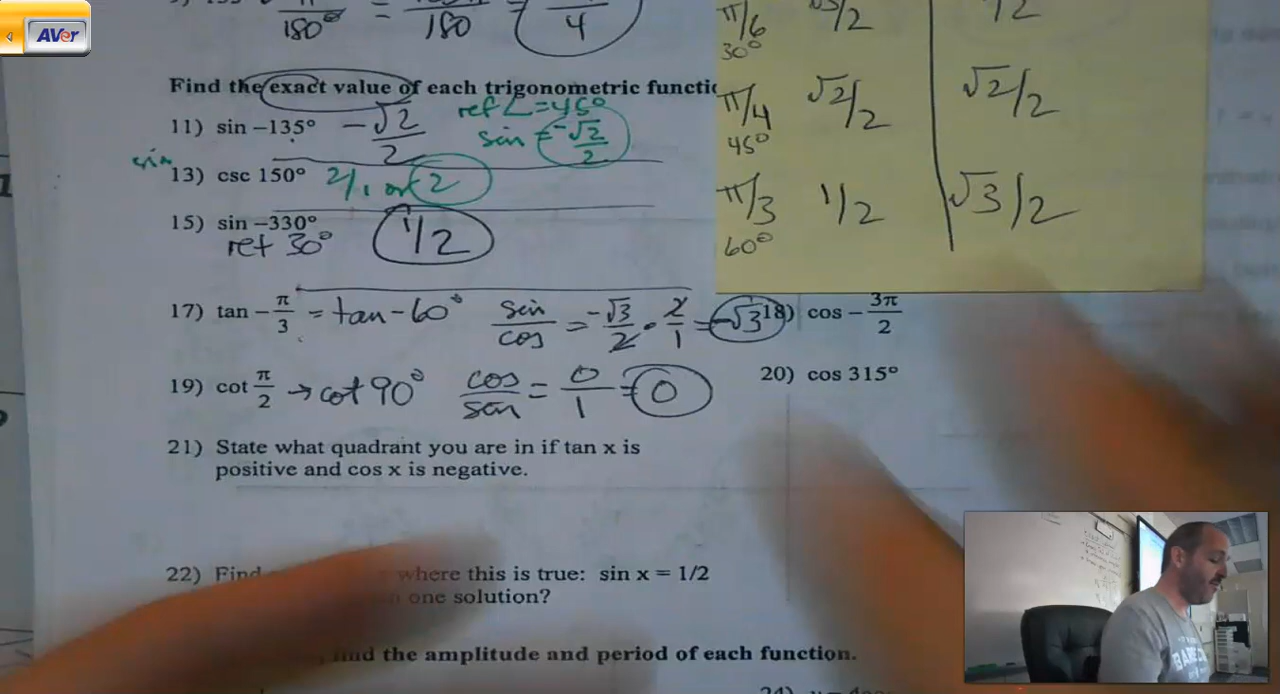 AVer
180° = 180 = 4
π/6 √3/2 1/2
30°
Find the exact value of each trigonometric functi
ref ∠ = 45°
11) sin −135° −√2/2 sin = −√2/2
π/4 √2/2 √2/2
45°
sin
13) csc 150° 2/1 or 2
15) sin −330°
ref 30° 1/2
π/3 1/2 √3/2
60°
17) tan −π/3 = tan −60° sin/cos = −√3/2 · 2/1 = −√3
18) cos −3π/2
19) cot π/2 → cot 90° cos/sin = 0/1 = 0
20) cos 315°
21) State what quadrant you are in if tan x is
positive and cos x is negative.
22) Find where this is true: sin x = 1/2
one solution?
find the amplitude and period of each function.
24)